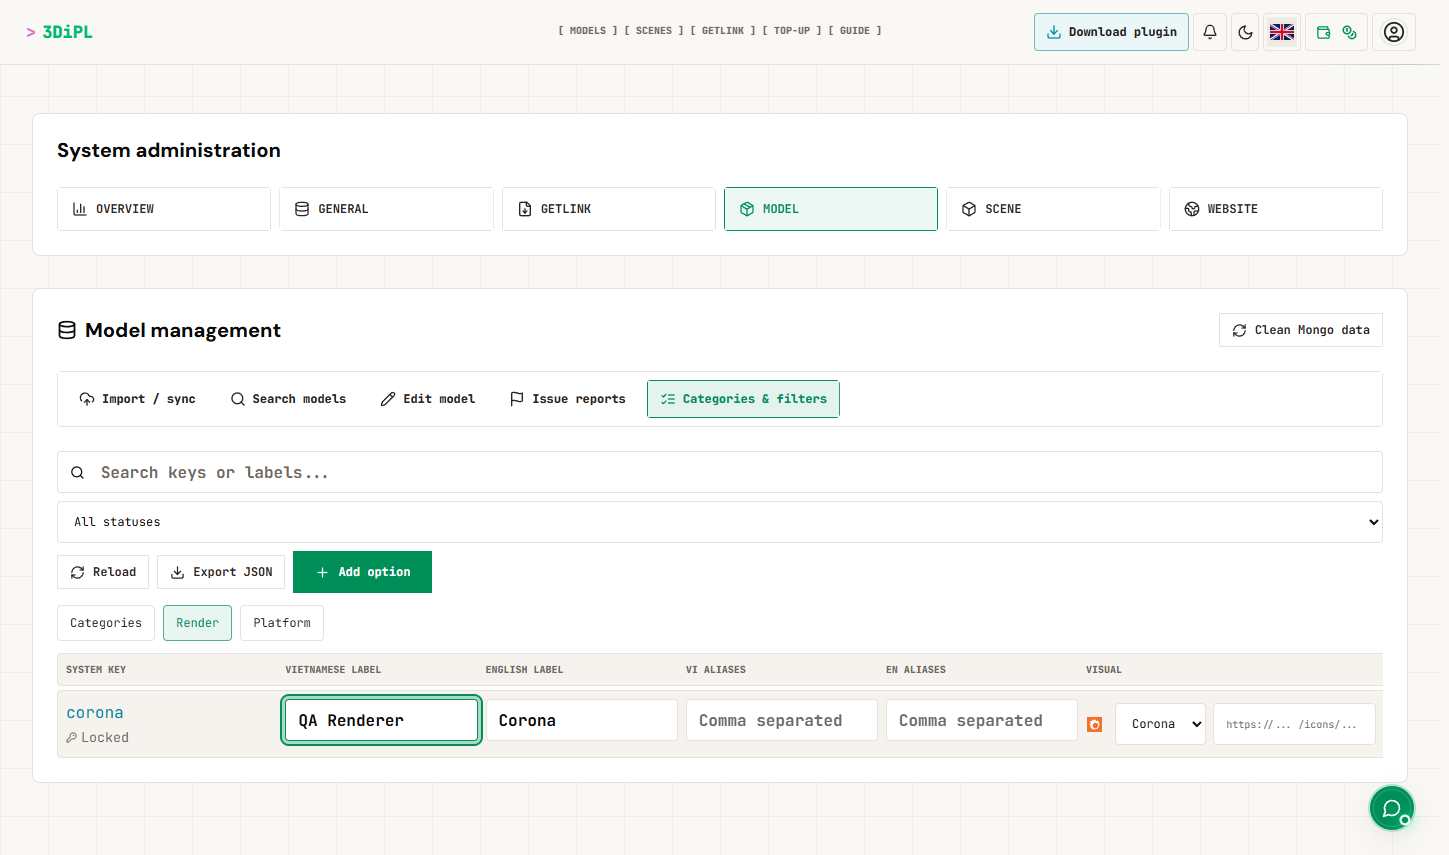 > 3DiPL
[ MODELS ] [ SCENES ] [ GETLINK ] [ TOP-UP ] [ GUIDE ]
Download plugin
System administration
OVERVIEW
GENERAL
GETLINK
MODEL
SCENE
WEBSITE
Model management
Clean Mongo data
Import / sync
Search models
Edit model
Issue reports
Categories & filters
Search keys or labels...
All statuses
Reload
Export JSON
+ Add option
Categories
Render
Platform
SYSTEM KEY VIETNAMESE LABEL ENGLISH LABEL VI ALIASES EN ALIASES VISUAL
corona
Locked
QA Renderer
Corona
Comma separated
Comma separated
Corona
https://... /icons/...